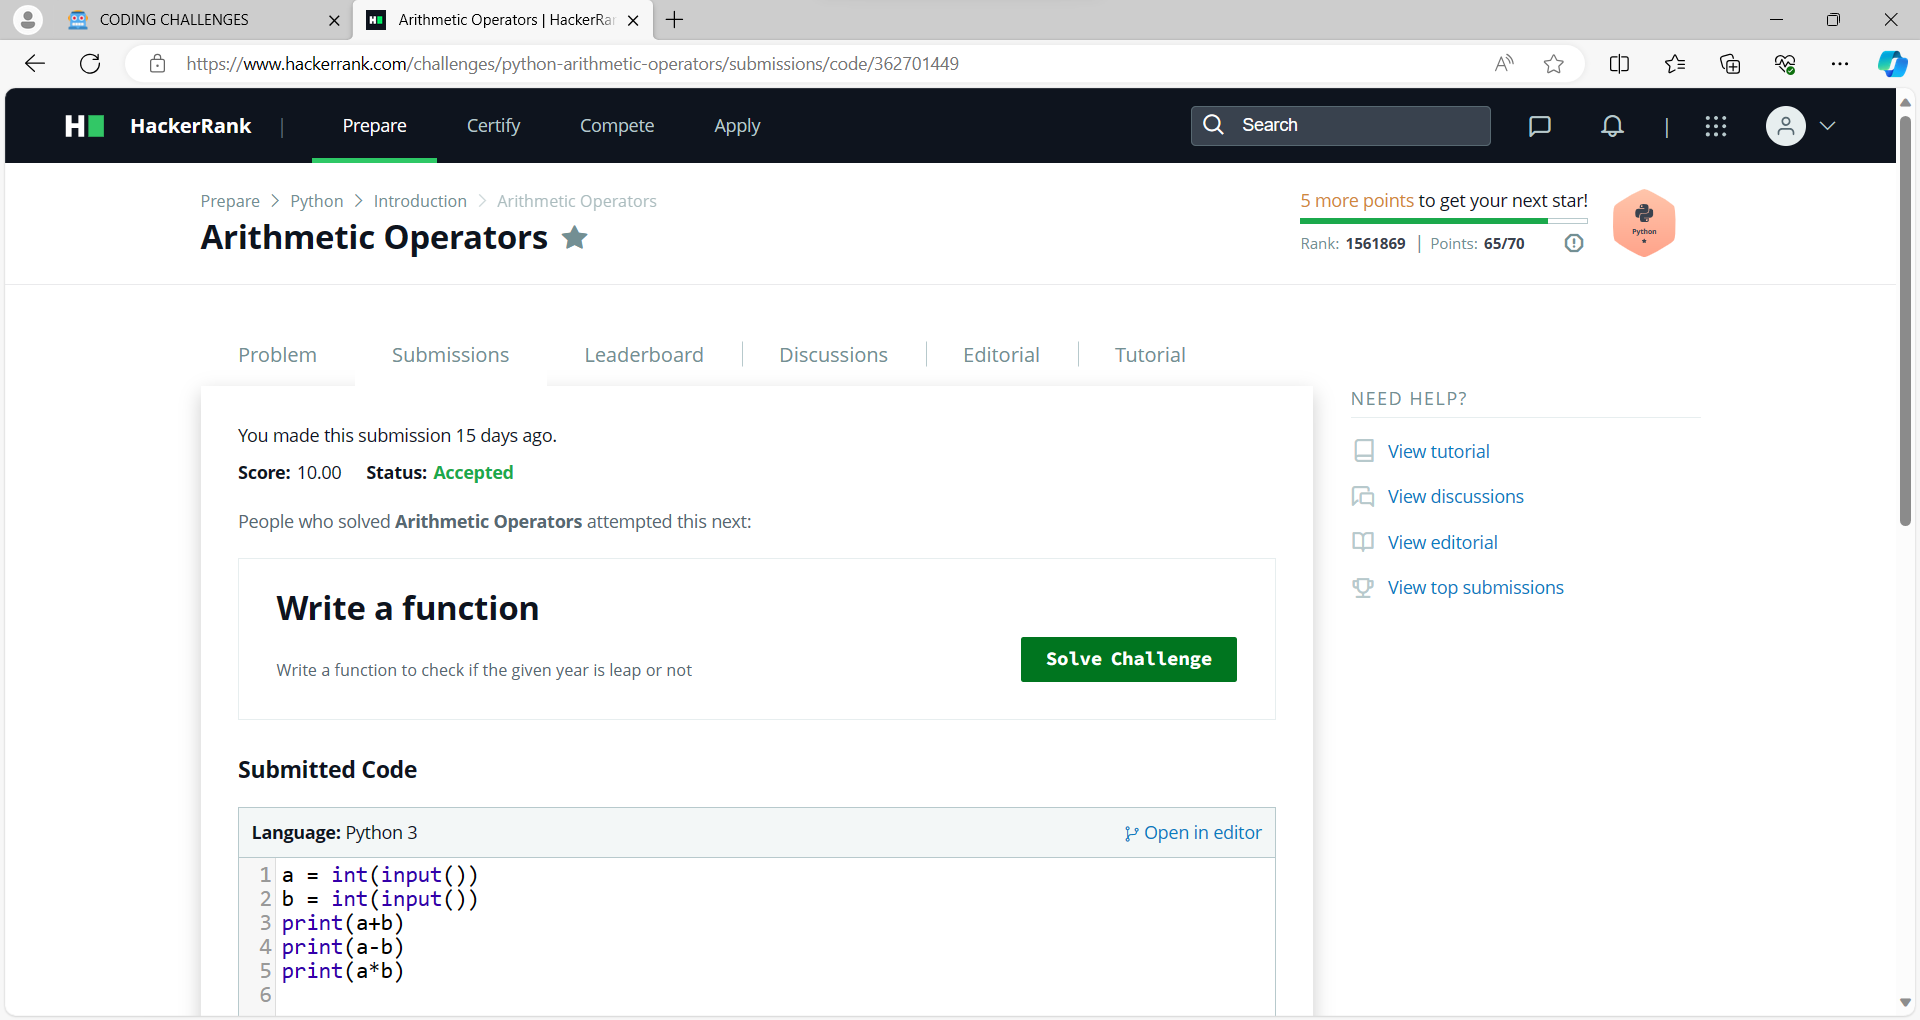 CODING CHALLENGES
Arithmetic Operators | HackerRa
https://www.hackerrank.com/challenges/python-arithmetic-operators/submissions/code/362701449
HackerRank | Prepare Certify Compete Apply Search
Prepare > Python > Introduction > Arithmetic Operators
Arithmetic Operators
5 more points to get your next star!
Rank: 1561869 | Points: 65/70
Python
Problem Submissions Leaderboard Discussions Editorial Tutorial
You made this submission 15 days ago.
Score: 10.00 Status: Accepted
People who solved Arithmetic Operators attempted this next:
Write a function
Write a function to check if the given year is leap or not
Solve Challenge
Submitted Code
Language: Python 3
Open in editor
1 a = int(input())
2 b = int(input())
3 print(a+b)
4 print(a-b)
5 print(a*b)
6
NEED HELP?
View tutorial
View discussions
View editorial
View top submissions